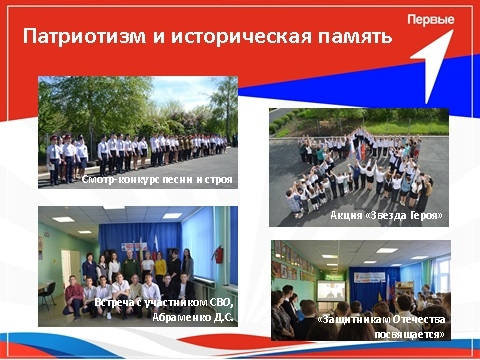 Первые
Патриотизм и историческая память
Смотр-конкурс песни и строя
Акция «Звезда Героя»
Встреча с участником СВО,
Абраменко Д.С.
«Защитникам Отечества
посвящается»